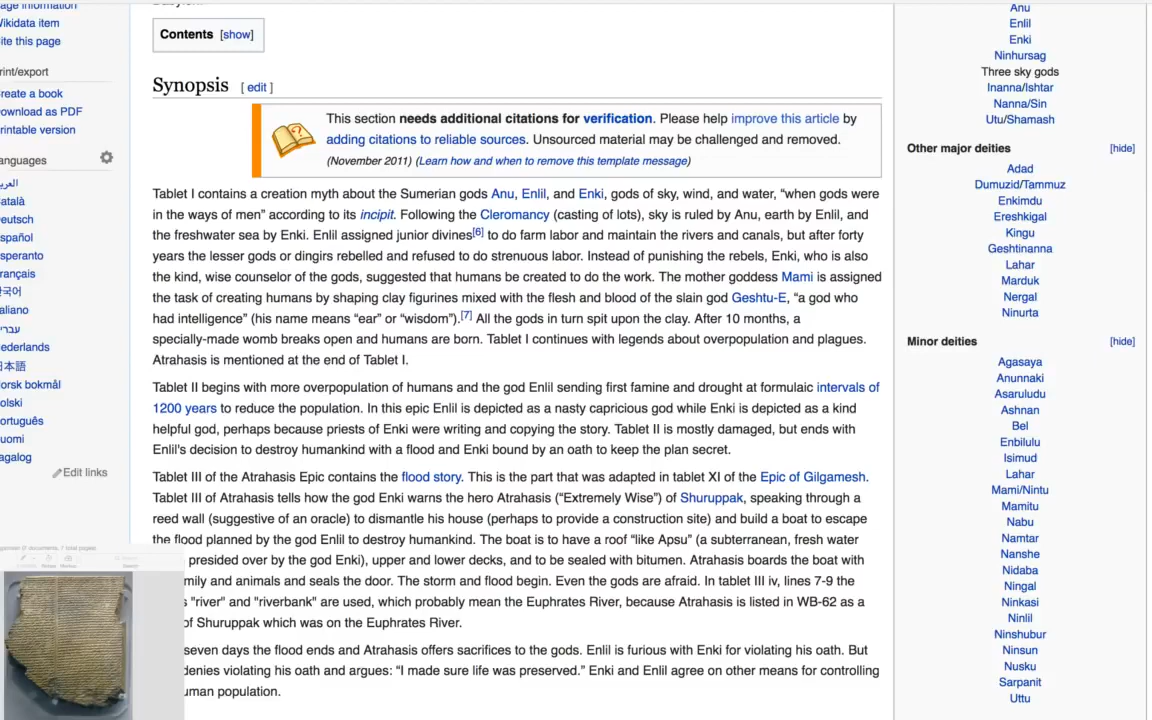 Wikidata item
Cite this page
Print/export
Create a book
Download as PDF
Printable version
Languages
Català
Deutsch
Español
Esperanto
Français
한국어
Italiano
עברית
Nederlands
日本語
Norsk bokmål
Polski
Português
Suomi
Tagalog
Edit links
Contents [show]
Synopsis [ edit ]
This section needs additional citations for verification. Please help improve this article by
adding citations to reliable sources. Unsourced material may be challenged and removed.
(November 2011) (Learn how and when to remove this template message)
Tablet I contains a creation myth about the Sumerian gods Anu, Enlil, and Enki, gods of sky, wind, and water, “when gods were
in the ways of men” according to its incipit. Following the Cleromancy (casting of lots), sky is ruled by Anu, earth by Enlil, and
the freshwater sea by Enki. Enlil assigned junior divines[6] to do farm labor and maintain the rivers and canals, but after forty
years the lesser gods or dingirs rebelled and refused to do strenuous labor. Instead of punishing the rebels, Enki, who is also
the kind, wise counselor of the gods, suggested that humans be created to do the work. The mother goddess Mami is assigned
the task of creating humans by shaping clay figurines mixed with the flesh and blood of the slain god Geshtu-E, “a god who
had intelligence” (his name means “ear” or “wisdom”).[7] All the gods in turn spit upon the clay. After 10 months, a
specially-made womb breaks open and humans are born. Tablet I continues with legends about overpopulation and plagues.
Atrahasis is mentioned at the end of Tablet I.
Tablet II begins with more overpopulation of humans and the god Enlil sending first famine and drought at formulaic intervals of
1200 years to reduce the population. In this epic Enlil is depicted as a nasty capricious god while Enki is depicted as a kind
helpful god, perhaps because priests of Enki were writing and copying the story. Tablet II is mostly damaged, but ends with
Enlil's decision to destroy humankind with a flood and Enki bound by an oath to keep the plan secret.
Tablet III of the Atrahasis Epic contains the flood story. This is the part that was adapted in tablet XI of the Epic of Gilgamesh.
Tablet III of Atrahasis tells how the god Enki warns the hero Atrahasis (“Extremely Wise”) of Shuruppak, speaking through a
reed wall (suggestive of an oracle) to dismantle his house (perhaps to provide a construction site) and build a boat to escape
the flood planned by the god Enlil to destroy humankind. The boat is to have a roof “like Apsu” (a subterranean, fresh water
presided over by the god Enki), upper and lower decks, and to be sealed with bitumen. Atrahasis boards the boat with
mily and animals and seals the door. The storm and flood begin. Even the gods are afraid. In tablet III iv, lines 7-9 the
s "river" and "riverbank" are used, which probably mean the Euphrates River, because Atrahasis is listed in WB-62 as a
of Shuruppak which was on the Euphrates River.
seven days the flood ends and Atrahasis offers sacrifices to the gods. Enlil is furious with Enki for violating his oath. But
denies violating his oath and argues: “I made sure life was preserved.” Enki and Enlil agree on other means for controlling
uman population.
Anu
Enlil
Enki
Ninhursag
Three sky gods
Inanna/Ishtar
Nanna/Sin
Utu/Shamash
Other major deities [hide]
Adad
Dumuzid/Tammuz
Enkimdu
Ereshkigal
Kingu
Geshtinanna
Lahar
Marduk
Nergal
Ninurta
Minor deities [hide]
Agasaya
Anunnaki
Asaruludu
Ashnan
Bel
Enbilulu
Isimud
Lahar
Mami/Nintu
Mamitu
Nabu
Namtar
Nanshe
Nidaba
Ningal
Ninkasi
Ninlil
Ninshubur
Ninsun
Nusku
Sarpanit
Uttu